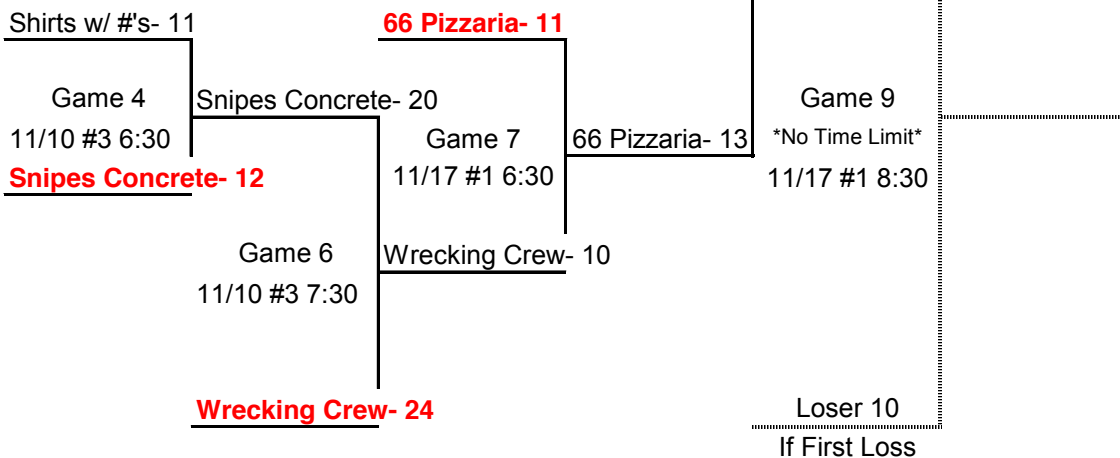 Shirts w/ #'s- 11
66 Pizzaria- 11
Game 4
Snipes Concrete- 20
Game 9
11/10 #3 6:30
Game 7
66 Pizzaria- 13
*No Time Limit*
Snipes Concrete- 12
11/17 #1 6:30
11/17 #1 8:30
Game 6
Wrecking Crew- 10
11/10 #3 7:30
Wrecking Crew- 24
Loser 10
If First Loss